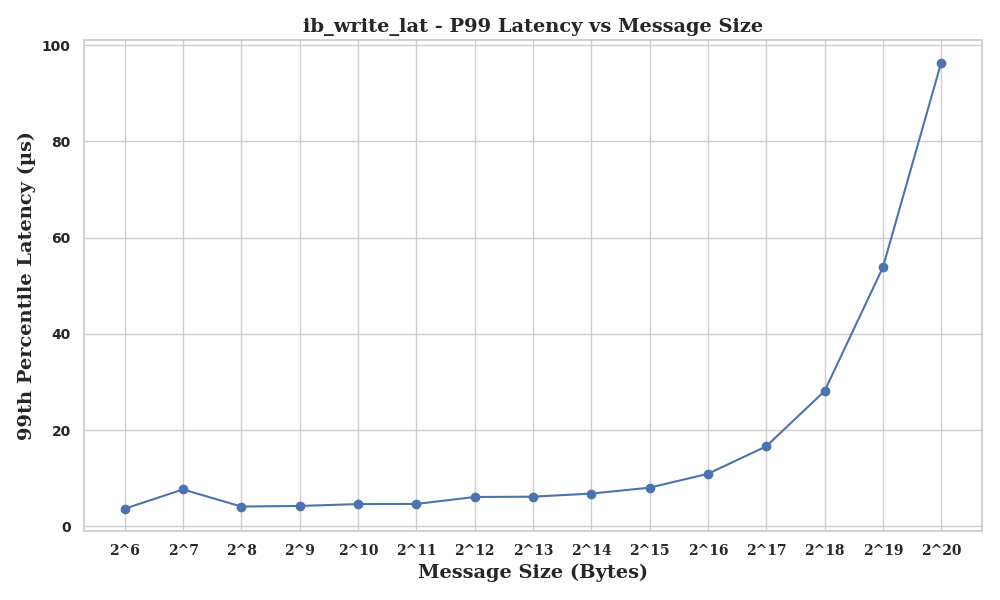 ib_write_lat - P99 Latency vs Message Size
99th Percentile Latency (µs)
100
80
60
40
20
0
2^6 2^7 2^8 2^9 2^10 2^11 2^12 2^13 2^14 2^15 2^16 2^17 2^18 2^19 2^20
Message Size (Bytes)